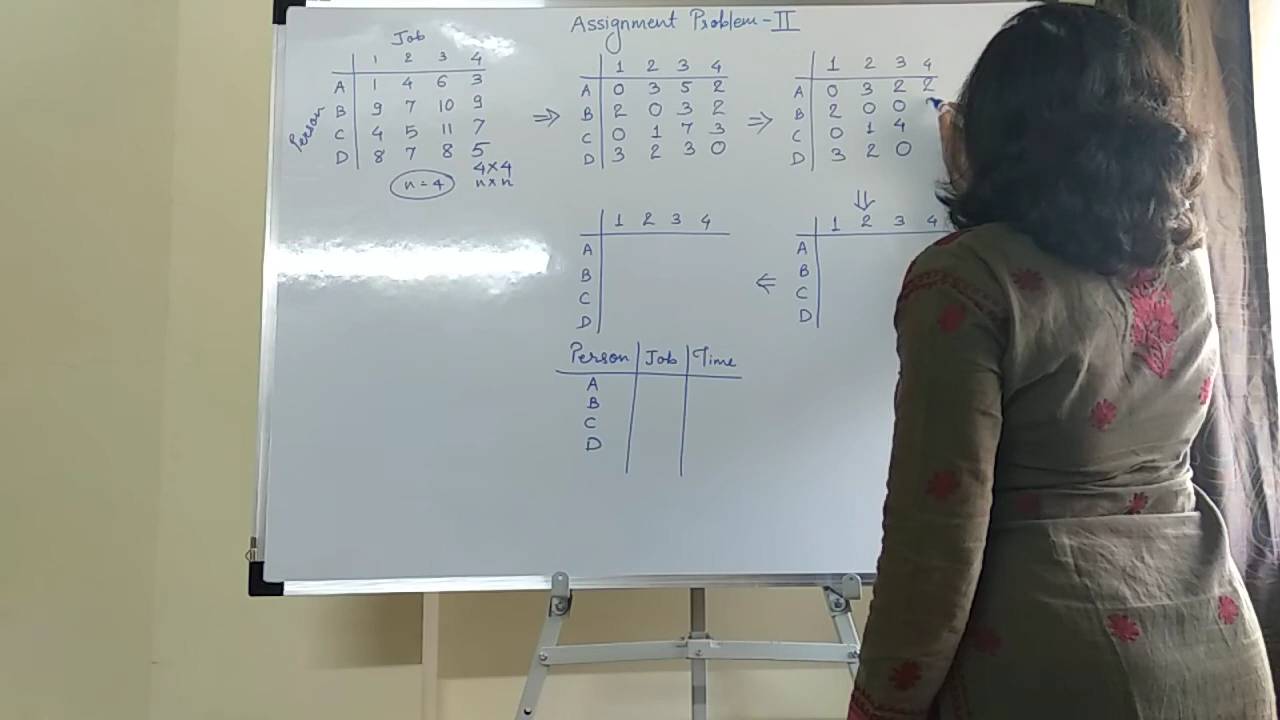 Assignment Problem-II
Job
1 2 3 4
Person
A 1 4 6 3
B 9 7 10 9
C 4 5 11 7
D 8 7 8 5
n = 4
4×4
n×n
⇒
1 2 3 4
A 0 3 5 2
B 2 0 3 2
C 0 1 7 3
D 3 2 3 0
⇒
1 2 3 4
A 0 3 2 2
B 2 0 0
C 0 1 4
D 3 2 0
⇓
1 2 3 4
A
B
C
D
⇐
1 2 3 4
A
B
C
D
Person Job Time
A
B
C
D